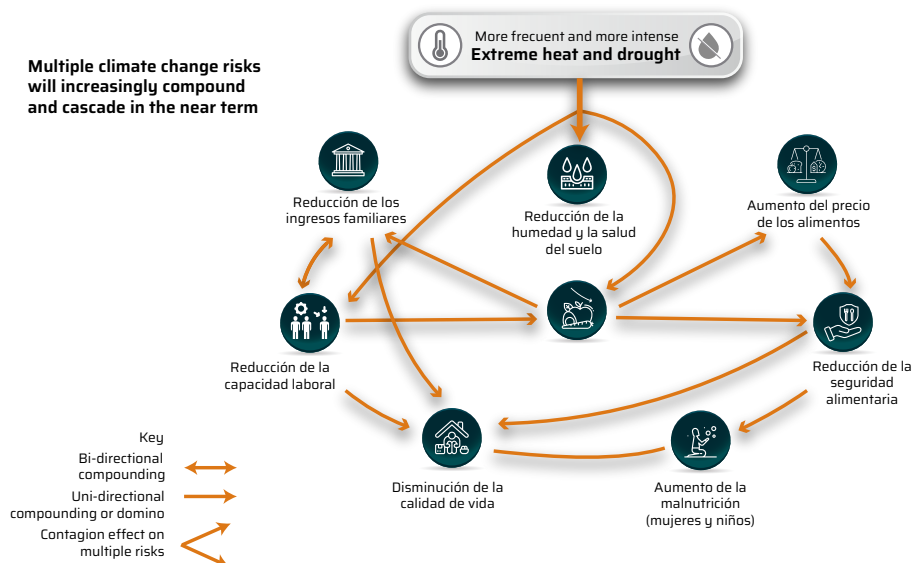 More frecuent and more intense
Extreme heat and drought
Multiple climate change risks
will increasingly compound
and cascade in the near term
Reducción de los
ingresos familiares
Reducción de la
humedad y la salud
del suelo
Aumento del precio
de los alimentos
Reducción de la
capacidad laboral
Reducción de la
seguridad
alimentaria
Disminución de la
calidad de vida
Aumento de la
malnutrición
(mujeres y niños)
Key
Bi-directional
compounding
Uni-directional
compounding or domino
Contagion effect on
multiple risks